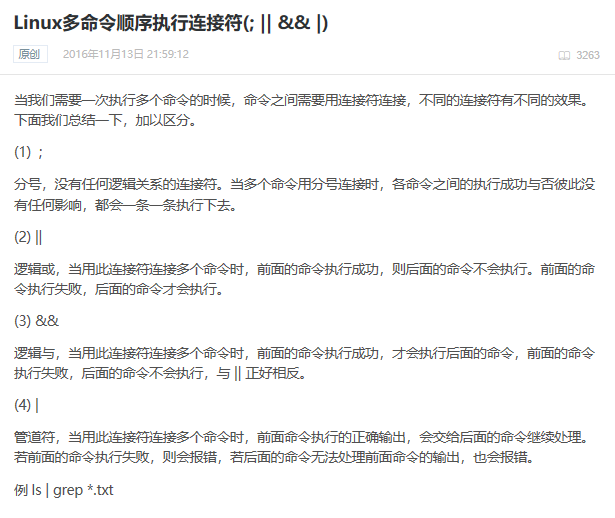 Linux多命令顺序执行连接符(; || && |)
原创 2016年11月13日 21:59:12 3263
当我们需要一次执行多个命令的时候，命令之间需要用连接符连接，不同的连接符有不同的效果。
下面我们总结一下，加以区分。
(1) ；
分号，没有任何逻辑关系的连接符。当多个命令用分号连接时，各命令之间的执行成功与否彼此没
有任何影响，都会一条一条执行下去。
(2) ||
逻辑或，当用此连接符连接多个命令时，前面的命令执行成功，则后面的命令不会执行。前面的命
令执行失败，后面的命令才会执行。
(3) &&
逻辑与，当用此连接符连接多个命令时，前面的命令执行成功，才会执行后面的命令，前面的命令
执行失败，后面的命令不会执行，与 || 正好相反。
(4) |
管道符，当用此连接符连接多个命令时，前面命令执行的正确输出，会交给后面的命令继续处理。
若前面的命令执行失败，则会报错，若后面的命令无法处理前面命令的输出，也会报错。
例 ls | grep *.txt